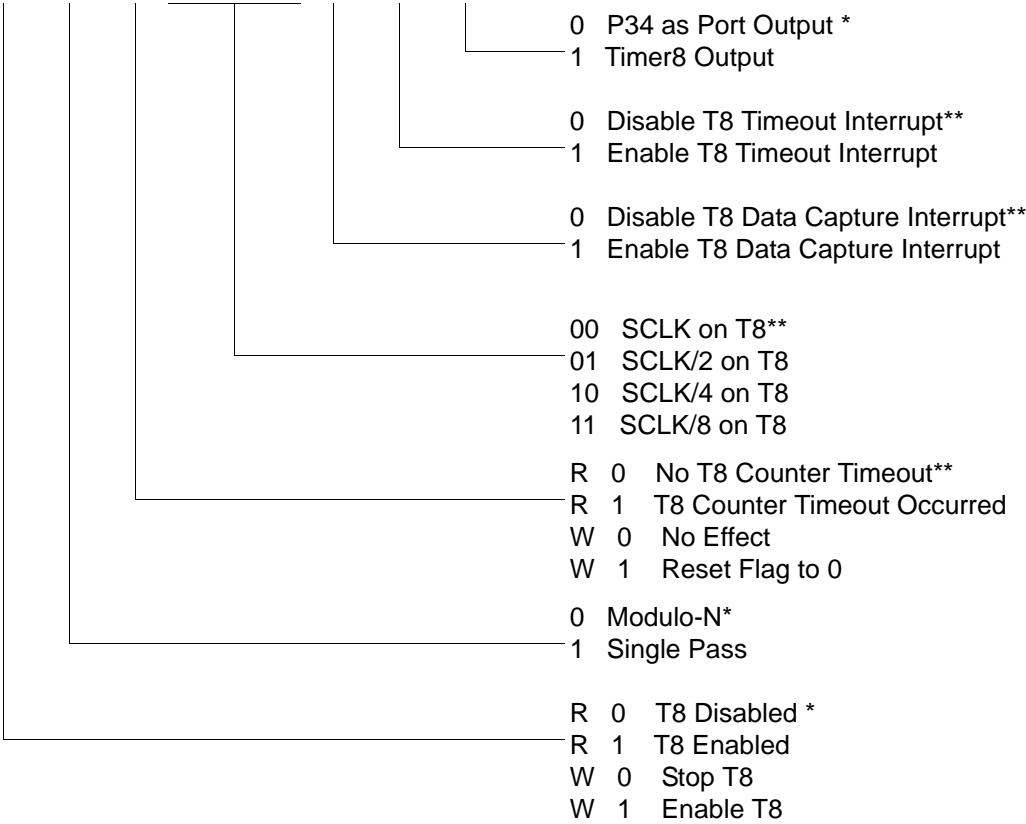 0 P34 as Port Output *
1 Timer8 Output
0 Disable T8 Timeout Interrupt**
1 Enable T8 Timeout Interrupt
0 Disable T8 Data Capture Interrupt**
1 Enable T8 Data Capture Interrupt
00 SCLK on T8**
01 SCLK/2 on T8
10 SCLK/4 on T8
11 SCLK/8 on T8
R 0 No T8 Counter Timeout**
R 1 T8 Counter Timeout Occurred
W 0 No Effect
W 1 Reset Flag to 0
0 Modulo-N*
1 Single Pass
R 0 T8 Disabled *
R 1 T8 Enabled
W 0 Stop T8
W 1 Enable T8